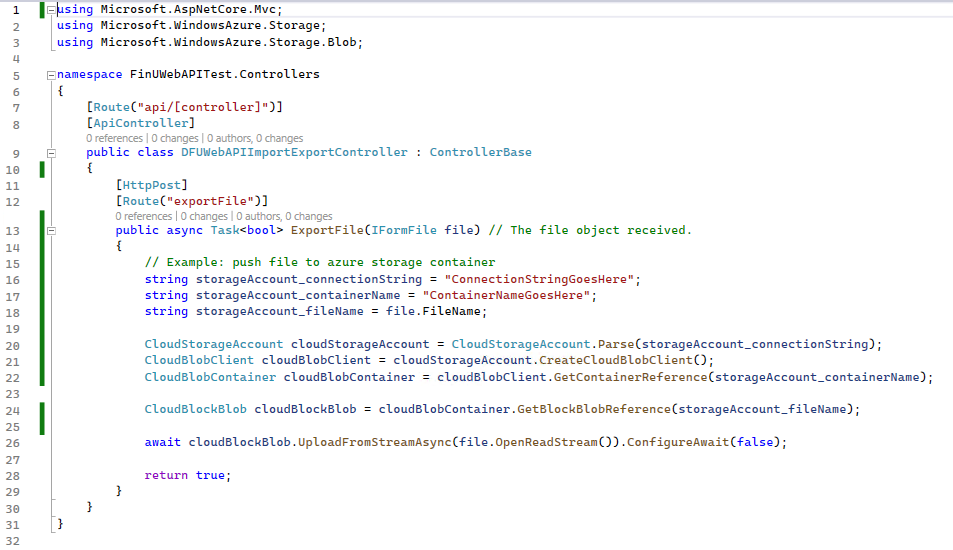 1 using Microsoft.AspNetCore.Mvc;
2 using Microsoft.WindowsAzure.Storage;
3 using Microsoft.WindowsAzure.Storage.Blob;
4
5 namespace FinUWebAPITest.Controllers
6 {
7 [Route("api/[controller]")]
8 [ApiController]
0 references | 0 changes | 0 authors, 0 changes
9 public class DFUWebAPIImportExportController : ControllerBase
10 {
11 [HttpPost]
12 [Route("exportFile")]
0 references | 0 changes | 0 authors, 0 changes
13 public async Task<bool> ExportFile(IFormFile file) // The file object received.
14 {
15 // Example: push file to azure storage container
16 string storageAccount_connectionString = "ConnectionStringGoesHere";
17 string storageAccount_containerName = "ContainerNameGoesHere";
18 string storageAccount_fileName = file.FileName;
19
20 CloudStorageAccount cloudStorageAccount = CloudStorageAccount.Parse(storageAccount_connectionString);
21 CloudBlobClient cloudBlobClient = cloudStorageAccount.CreateCloudBlobClient();
22 CloudBlobContainer cloudBlobContainer = cloudBlobClient.GetContainerReference(storageAccount_containerName);
23
24 CloudBlockBlob cloudBlockBlob = cloudBlobContainer.GetBlockBlobReference(storageAccount_fileName);
25
26 await cloudBlockBlob.UploadFromStreamAsync(file.OpenReadStream()).ConfigureAwait(false);
27
28 return true;
29 }
30 }
31 }
32